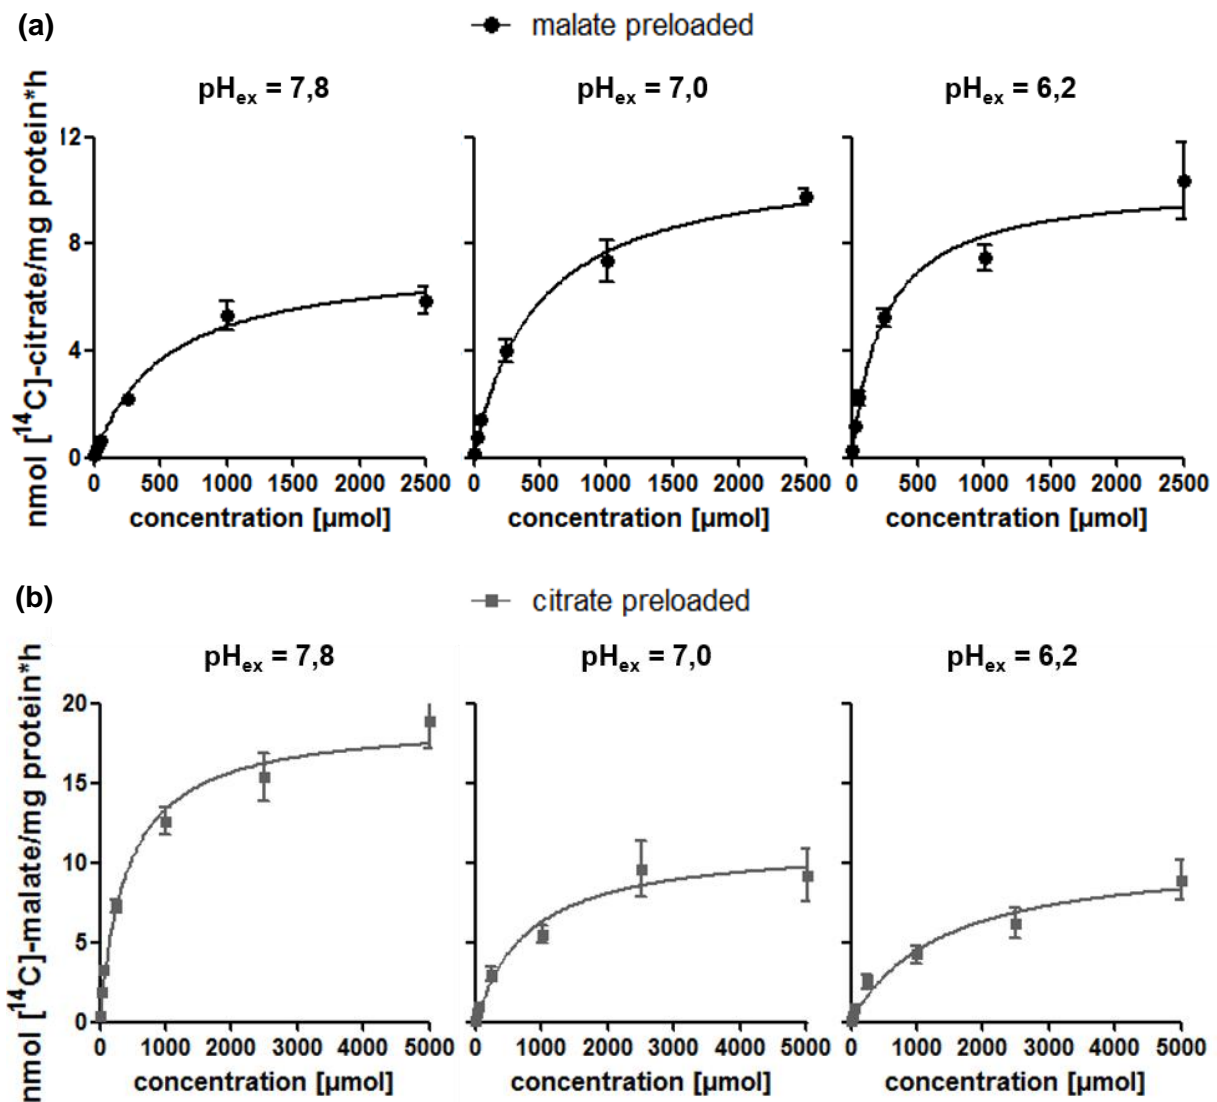 (a)
malate preloaded
pHex = 7,8
pHex = 7,0
pHex = 6,2
nmol [14C]-citrate/mg protein*h
12
8
4
0
0 500 1000 1500 2000 2500
0 500 1000 1500 2000 2500
0 500 1000 1500 2000 2500
concentration [µmol]
concentration [µmol]
concentration [µmol]
(b)
citrate preloaded
pHex = 7,8
pHex = 7,0
pHex = 6,2
nmol [14C]-malate/mg protein*h
20
15
10
5
0
0 1000 2000 3000 4000 5000
0 1000 2000 3000 4000 5000
0 1000 2000 3000 4000 5000
concentration [µmol]
concentration [µmol]
concentration [µmol]